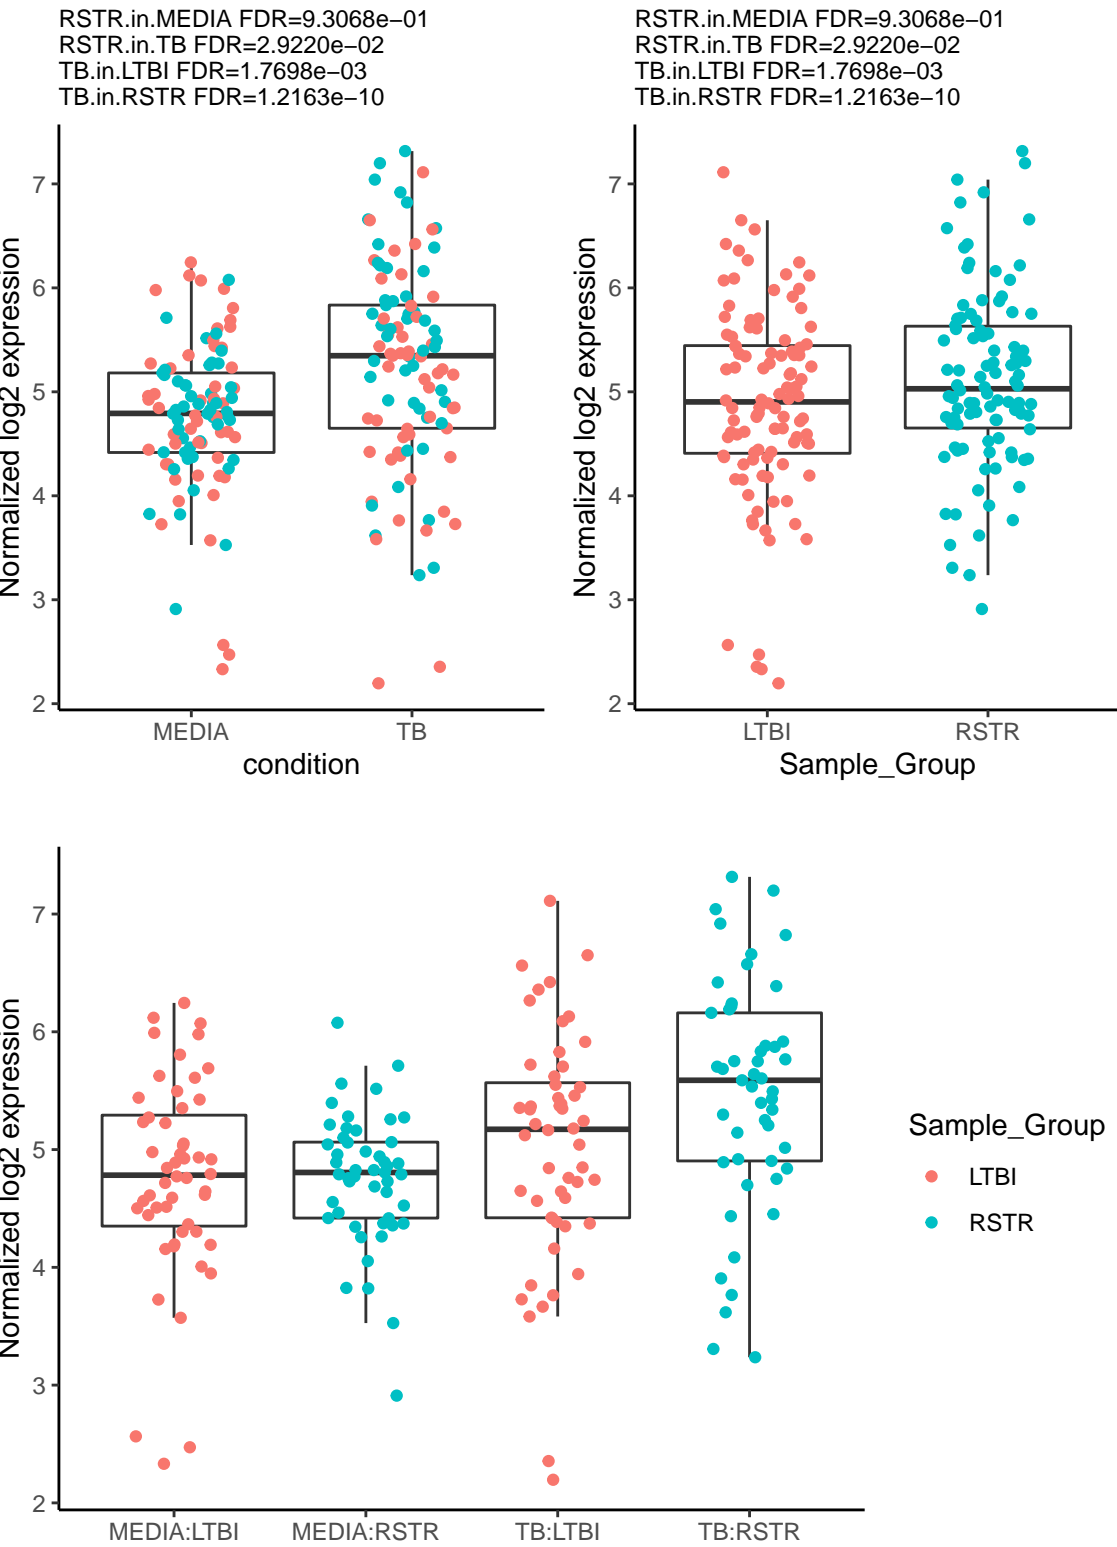 RSTR.in.MEDIA FDR=9.3068e−01
RSTR.in.TB FDR=2.9220e−02
TB.in.LTBI FDR=1.7698e−03
TB.in.RSTR FDR=1.2163e−10
Normalized log2 expression
7
6
5
4
3
2
MEDIA
TB
condition
RSTR.in.MEDIA FDR=9.3068e−01
RSTR.in.TB FDR=2.9220e−02
TB.in.LTBI FDR=1.7698e−03
TB.in.RSTR FDR=1.2163e−10
Normalized log2 expression
7
6
5
4
3
2
LTBI
RSTR
Sample_Group
Normalized log2 expression
7
6
5
4
3
2
MEDIA:LTBI
MEDIA:RSTR
TB:LTBI
TB:RSTR
Sample_Group
LTBI
RSTR